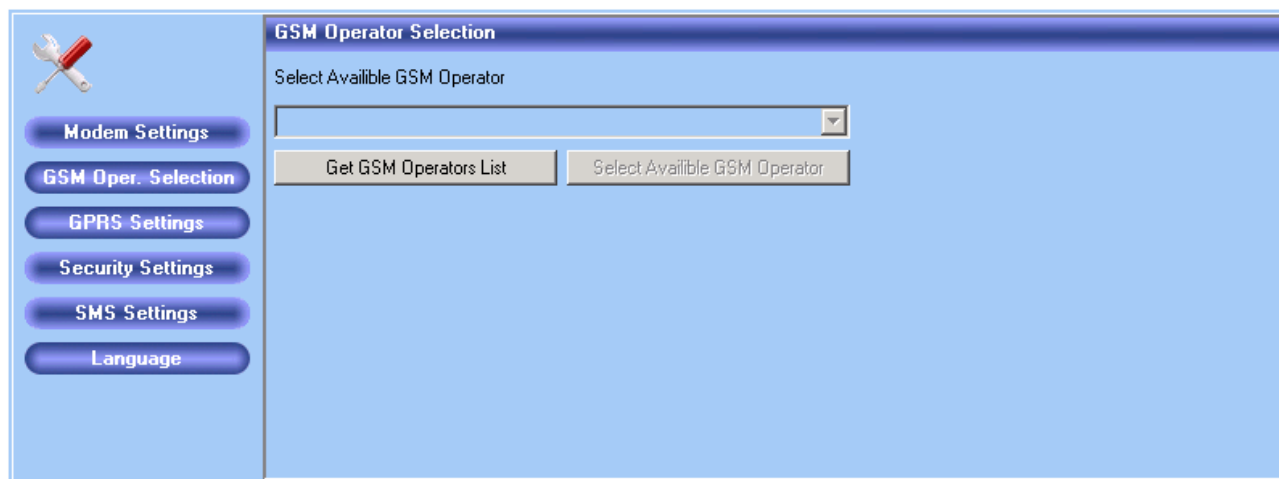 GSM Operator Selection
Select Availible GSM Operator
Get GSM Operators List
Select Availible GSM Operator
Modem Settings
GSM Oper. Selection
GPRS Settings
Security Settings
SMS Settings
Language